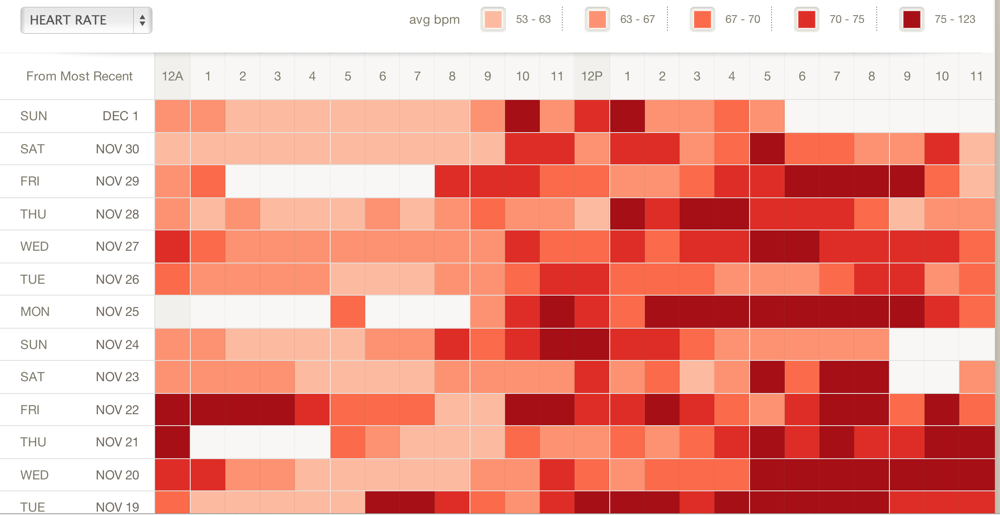 HEART RATE avg bpm 53 - 63 63 - 67 67 - 70 70 - 75 75 - 123
From Most Recent 12A 1 2 3 4 5 6 7 8 9 10 11 12P 1 2 3 4 5 6 7 8 9 10 11
SUN DEC 1
SAT NOV 30
FRI NOV 29
THU NOV 28
WED NOV 27
TUE NOV 26
MON NOV 25
SUN NOV 24
SAT NOV 23
FRI NOV 22
THU NOV 21
WED NOV 20
TUE NOV 19